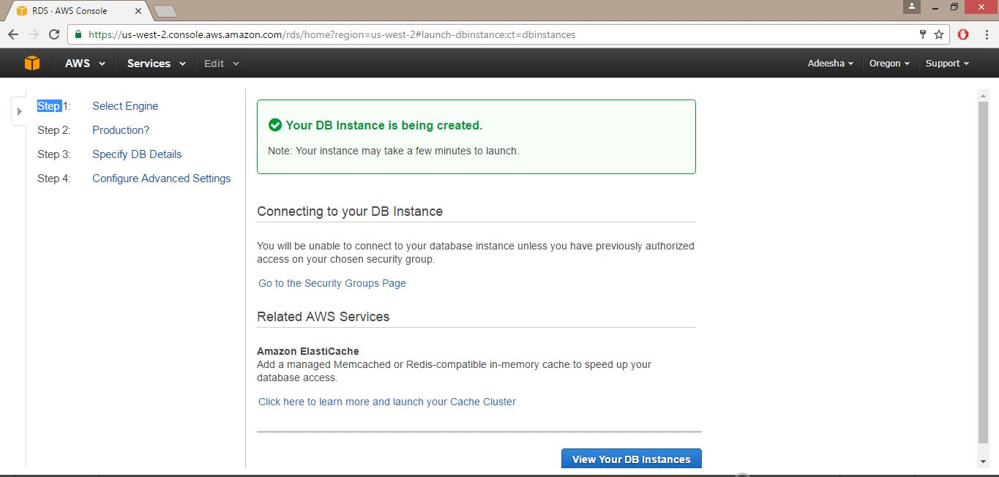 RDS · AWS Console
https://us-west-2.console.aws.amazon.com/rds/home?region=us-west-2#launch-dbinstance:ct=dbinstances
AWS Services Edit Adeesha Oregon Support
Step 1: Select Engine
Step 2: Production?
Step 3: Specify DB Details
Step 4: Configure Advanced Settings
Your DB Instance is being created.
Note: Your instance may take a few minutes to launch.
Connecting to your DB Instance
You will be unable to connect to your database instance unless you have previously authorized
access on your chosen security group.
Go to the Security Groups Page
Related AWS Services
Amazon ElastiCache
Add a managed Memcached or Redis-compatible in-memory cache to speed up your
database access.
Click here to learn more and launch your Cache Cluster
View Your DB Instances